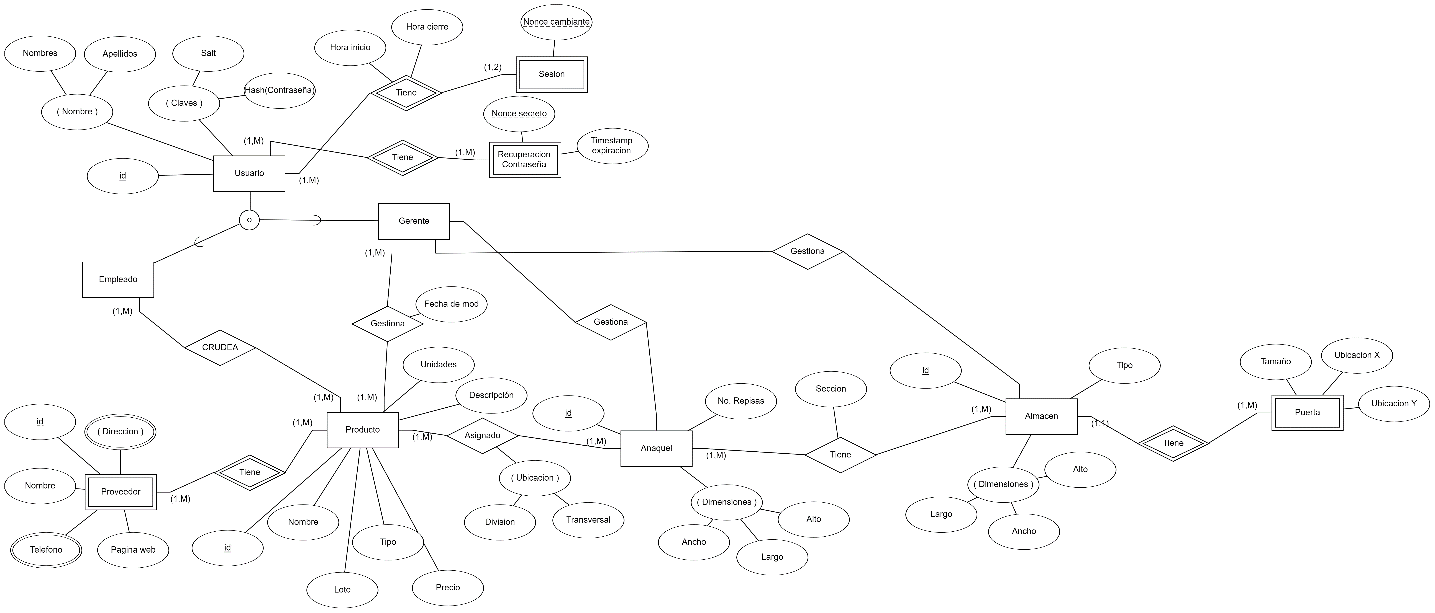 Nonce cambiante
Hora cierre
Hora inicio
Nombres
Apellidos
Salt
(1,2)
Sesion
Hash(Contraseña)
Tiene
( Claves )
( Nombre )
Nonce secreto
(1,M)
Timestamp
expiracion
(1,M)
Tiene
Recuperacion
Contraseña
id
Usuario
(1,M)
o
Gerente
(1,M)
Gestiona
Empleado
(1,M)
Fecha de mod
Gestiona
Gestiona
CRUDEA
Unidades
Tipo
Tamaño
Ubicacion X
id
Seccion
(1,M)
(1,M)
Descripción
id
No. Repisas
(1,M)
Almacen
(1,M)
Puerta
Ubicacion Y
id
( Direccion )
(1,M)
Producto
(1,M)
Asignado
(1,M)
Anaquel
(1,M)
Tiene
(1,1)
Tiene
Nombre
Proveedor
(1,M)
Tiene
( Ubicacion )
( Dimensiones )
Alto
( Dimensiones )
Largo
Ancho
Nombre
Division
Transversal
Ancho
Largo
Alto
Telefono
Pagina web
id
Tipo
Lote
Precio